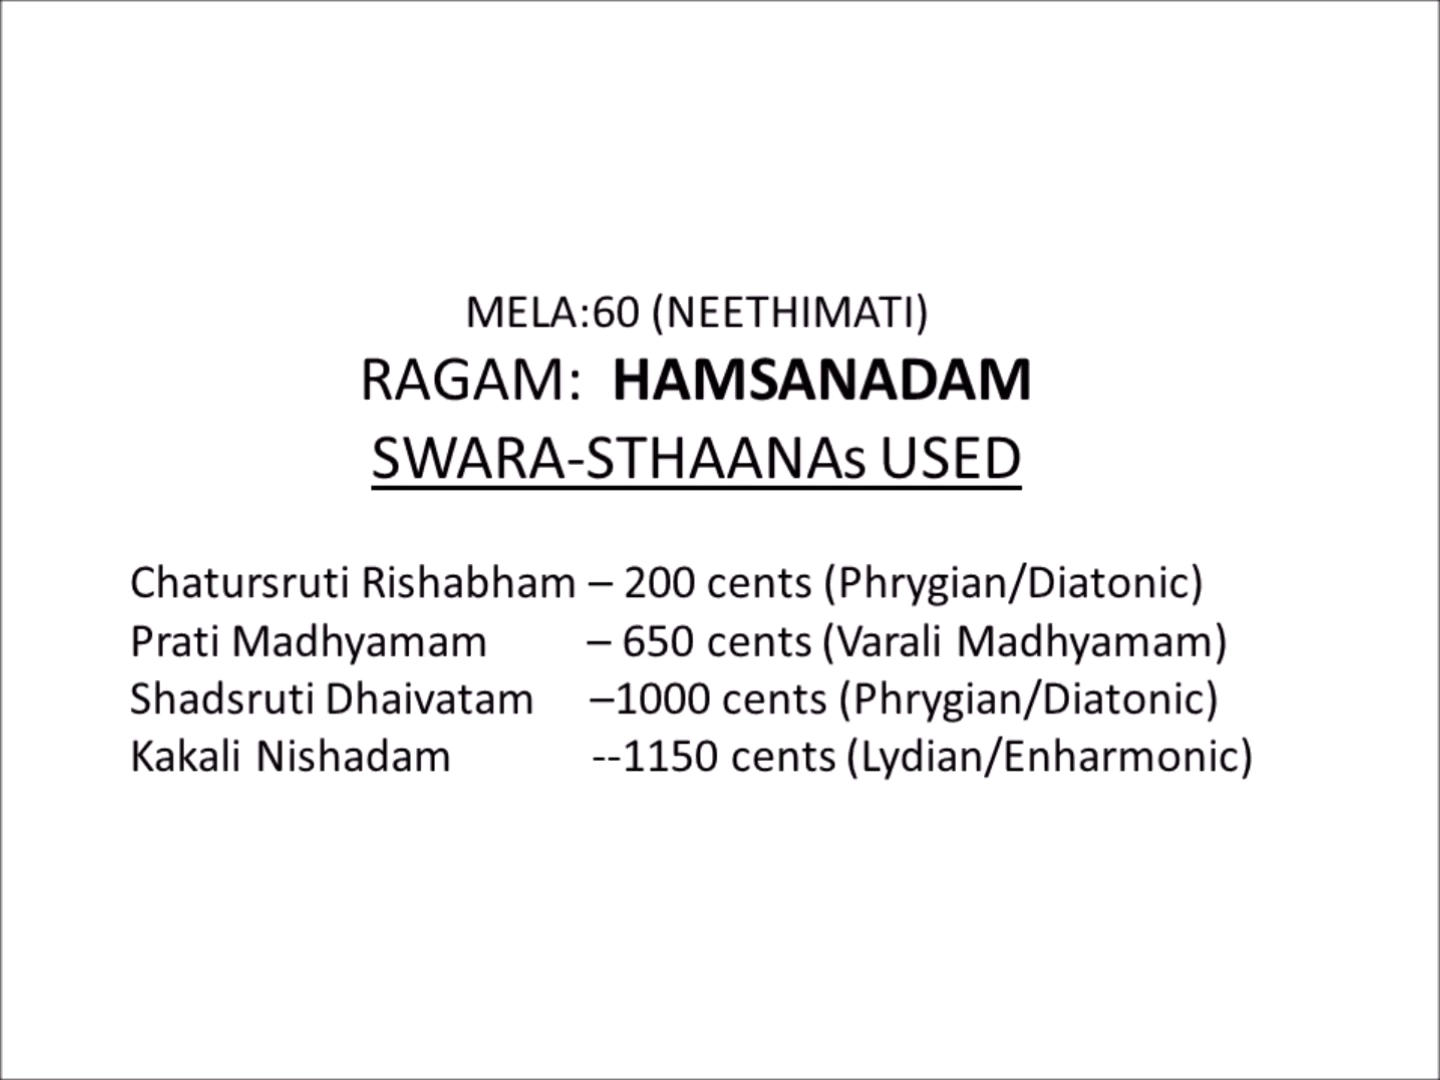 MELA:60 (NEETHIMATI)
RAGAM: HAMSANADAM
SWARA-STHAANAs USED
Chatursruti Rishabham – 200 cents (Phrygian/Diatonic)
Prati Madhyamam – 650 cents (Varali Madhyamam)
Shadsruti Dhaivatam –1000 cents (Phrygian/Diatonic)
Kakali Nishadam --1150 cents (Lydian/Enharmonic)